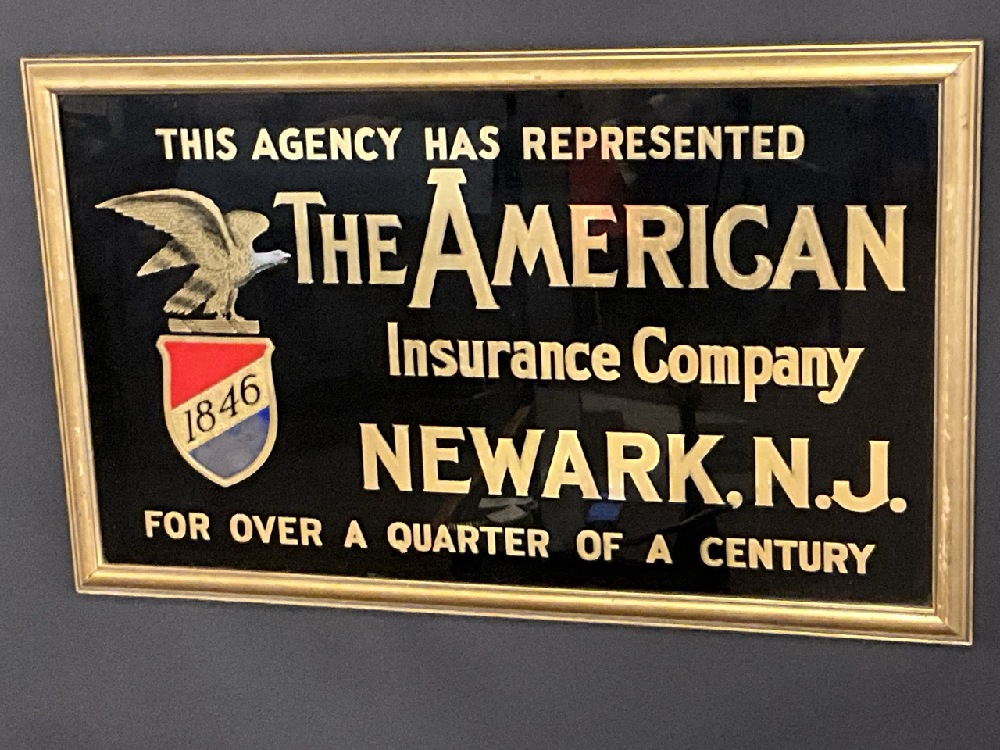 THIS AGENCY HAS REPRESENTED
THE AMERICAN
Insurance Company
1846
NEWARK, N.J.
FOR OVER A QUARTER OF A CENTURY